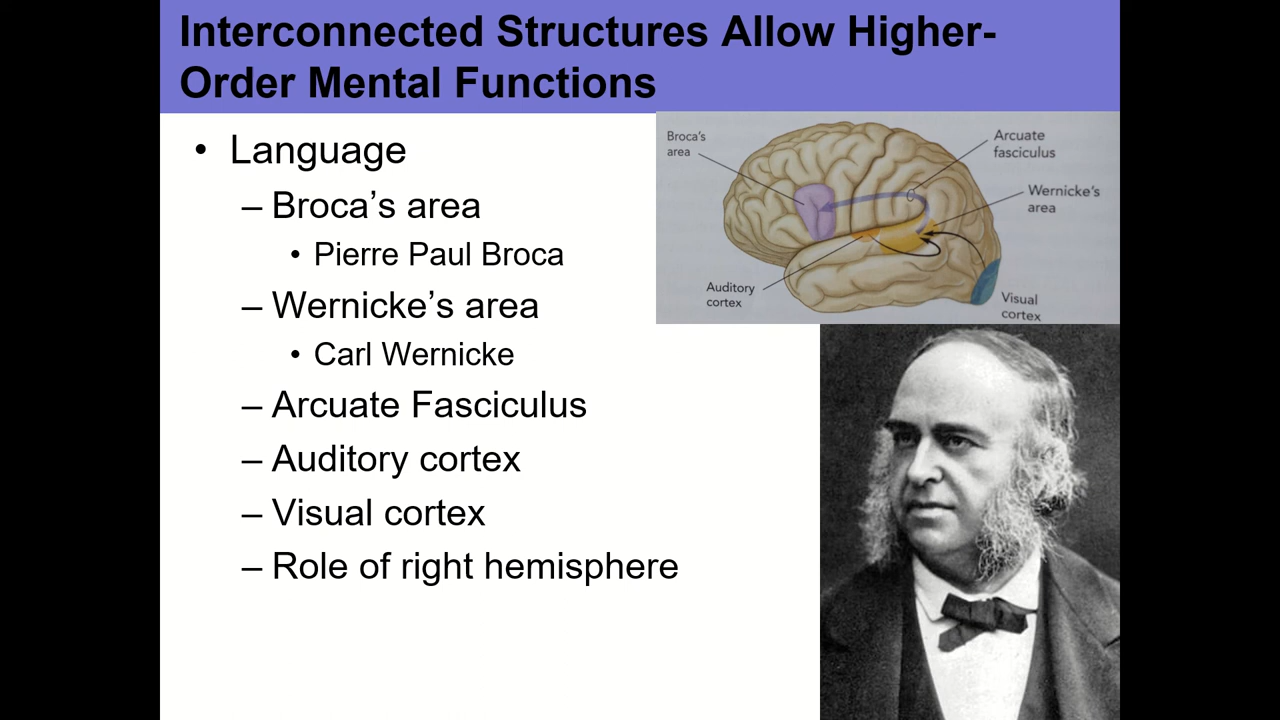 Interconnected Structures Allow Higher-
Order Mental Functions
• Language
– Broca’s area
• Pierre Paul Broca
– Wernicke’s area
• Carl Wernicke
– Arcuate Fasciculus
– Auditory cortex
– Visual cortex
– Role of right hemisphere
Broca’s
area
Arcuate
fasciculus
Wernicke’s
area
Auditory
cortex
Visual
cortex